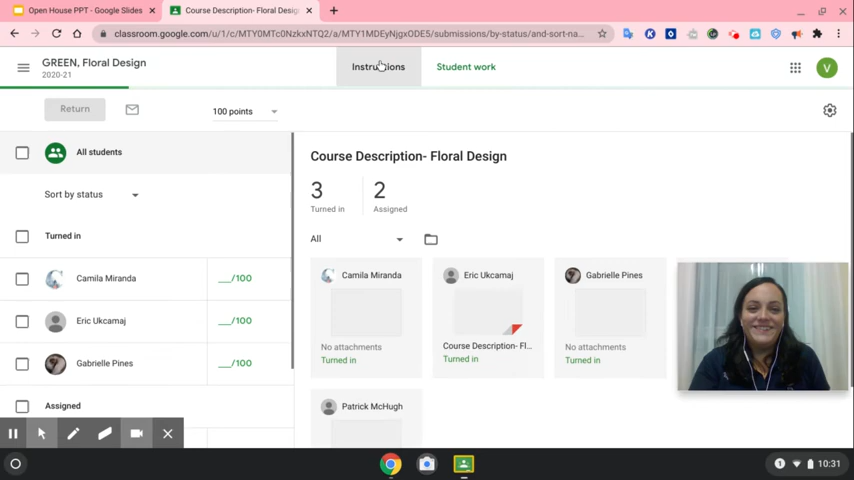 Open House PPT - Google Slides
Course Description- Floral Desig
classroom.google.com/u/1/c/MTY0MTc0NzkxNTQ2/a/MTY1MDEyNjgxODE5/submissions/by-status/and-sort-na...
GREEN, Floral Design
2020-21
Instructions
Student work
V
Return
100 points
All students
Course Description- Floral Design
3
Turned in
2
Assigned
Sort by status
All
Turned in
Camila Miranda
___/100
Eric Ukcamaj
___/100
Gabrielle Pines
___/100
Assigned
Camila Miranda
No attachments
Turned in
Eric Ukcamaj
Course Description- Fl...
Turned in
Gabrielle Pines
No attachments
Turned in
Patrick McHugh
1
10:31